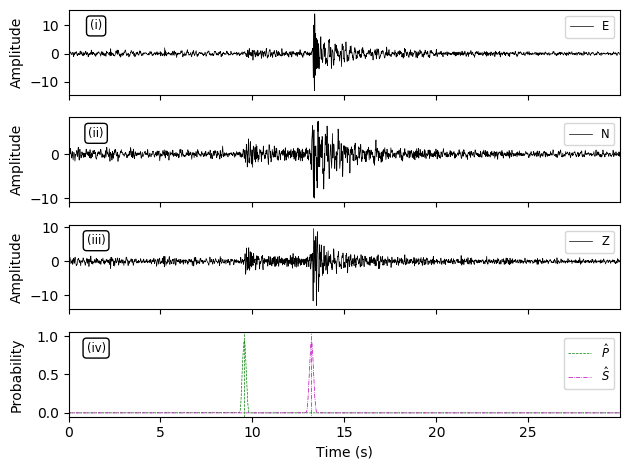 Amplitude
10
0
−10
(i)
E
Amplitude
0
−10
(ii)
N
Amplitude
10
0
−10
(iii)
Z
Probability
1.0
0.5
0.0
(iv)
P̂
Ŝ
0 5 10 15 20 25
Time (s)